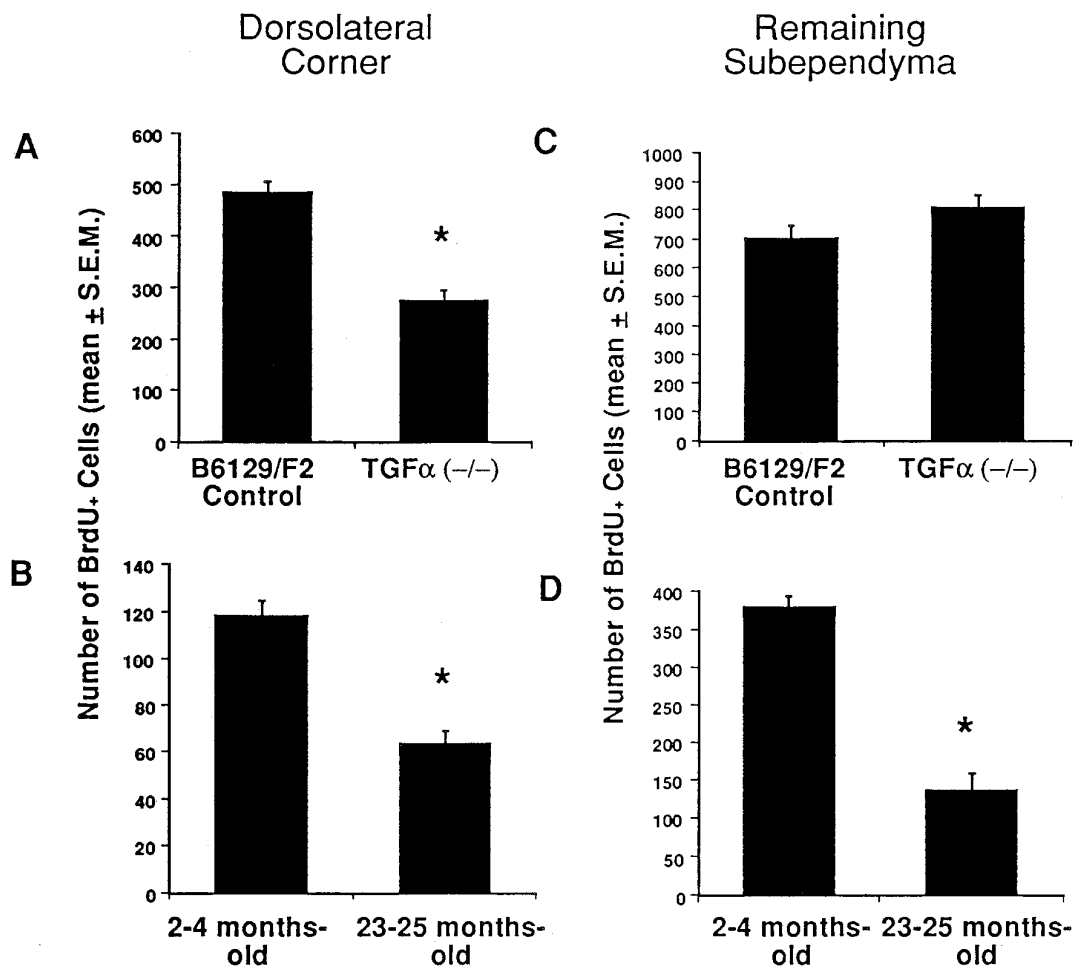 Dorsolateral
Corner
Remaining
Subependyma
A
Number of BrdU+ Cells (mean ± S.E.M.)
600
500
400
300
200
100
0
*
B6129/F2
Control
TGFα (−/−)
C
Number of BrdU+ Cells (mean ± S.E.M.)
1000
900
800
700
600
500
400
300
200
100
0
B6129/F2
Control
TGFα (−/−)
B
140
120
100
80
60
40
20
0
*
2-4 months-
old
23-25 months-
old
D
400
350
300
250
200
150
100
50
0
*
2-4 months-
old
23-25 months-
old